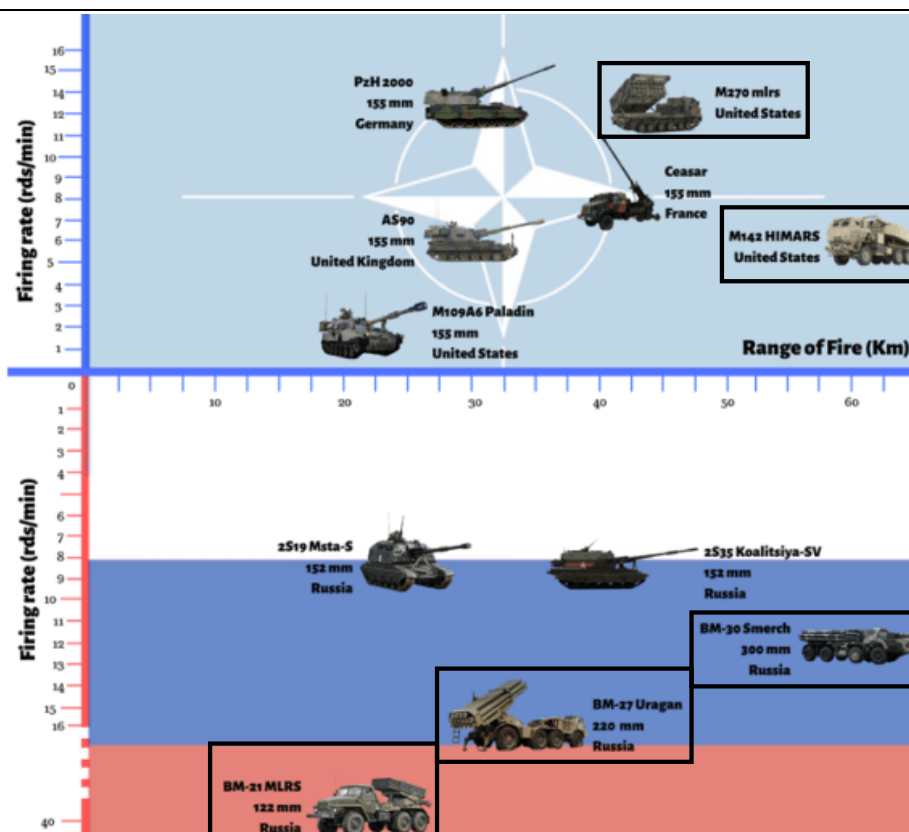 16
15
14
12
11
10
9
8
7
6
5
4
3
2
1
Firing rate (rds/min)
PzH 2000
155 mm
Germany
M270 mlrs
United States
Ceasar
155 mm
France
AS90
155 mm
United Kingdom
M142 HIMARS
United States
M109A6 Paladin
155 mm
United States
Range of Fire (Km)
0
10
20
30
40
50
60
1
2
3
4
6
7
8
9
10
11
12
13
14
15
16
40
Firing rate (rds/min)
2S19 Msta-S
152 mm
Russia
2S35 Koalitsiya-SV
152 mm
Russia
BM-30 Smerch
300 mm
Russia
BM-27 Uragan
220 mm
Russia
BM-21 MLRS
122 mm
Russia